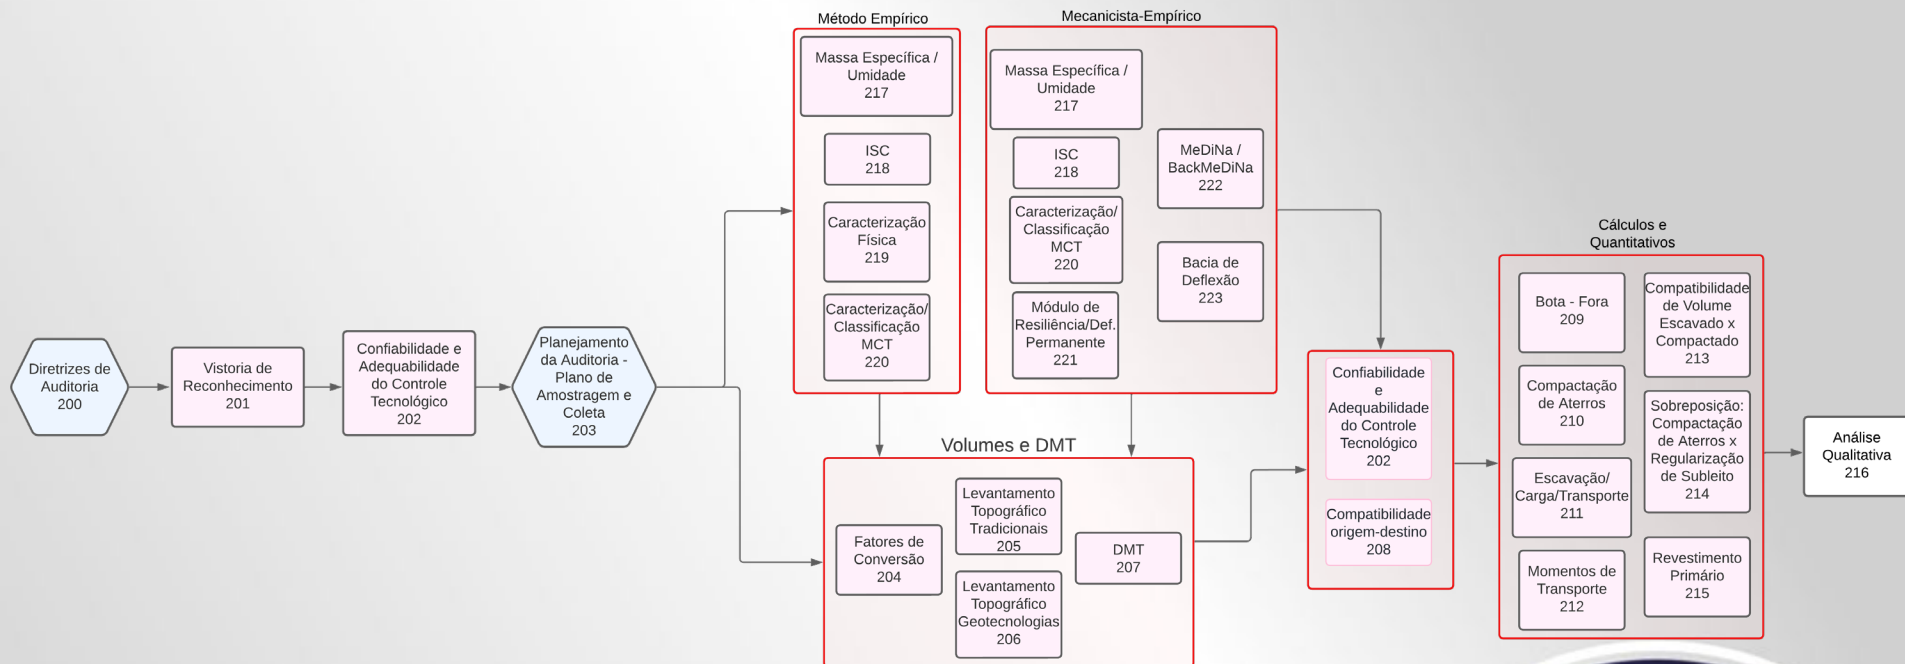 Diretrizes de
Auditoria
200
Vistoria de
Reconhecimento
201
Confiabilidade e
Adequabilidade
do Controle
Tecnológico
202
Planejamento
da Auditoria -
Plano de
Amostragem e
Coleta
203
Método Empírico
Massa Específica /
Umidade
217
ISC
218
Caracterização
Física
219
Caracterização/
Classificação
MCT
220
Mecanicista-Empírico
Massa Específica /
Umidade
217
ISC
218
Caracterização/
Classificação
MCT
220
Módulo de
Resiliência/Def.
Permanente
221
MeDiNa /
BackMeDiNa
222
Bacia de
Deflexão
223
Volumes e DMT
Fatores de
Conversão
204
Levantamento
Topográfico
Tradicionais
205
Levantamento
Topográfico
Geotecnologias
206
DMT
207
Confiabilidade
e
Adequabilidade
do Controle
Tecnológico
202
Compatibilidade
origem-destino
208
Cálculos e
Quantitativos
Bota - Fora
209
Compactação
de Aterros
210
Escavação/
Carga/Transporte
211
Momentos de
Transporte
212
Compatibilidade
de Volume
Escavado x
Compactado
213
Sobreposição:
Compactação
de Aterros x
Regularização
de Subleito
214
Revestimento
Primário
215
Análise
Qualitativa
216